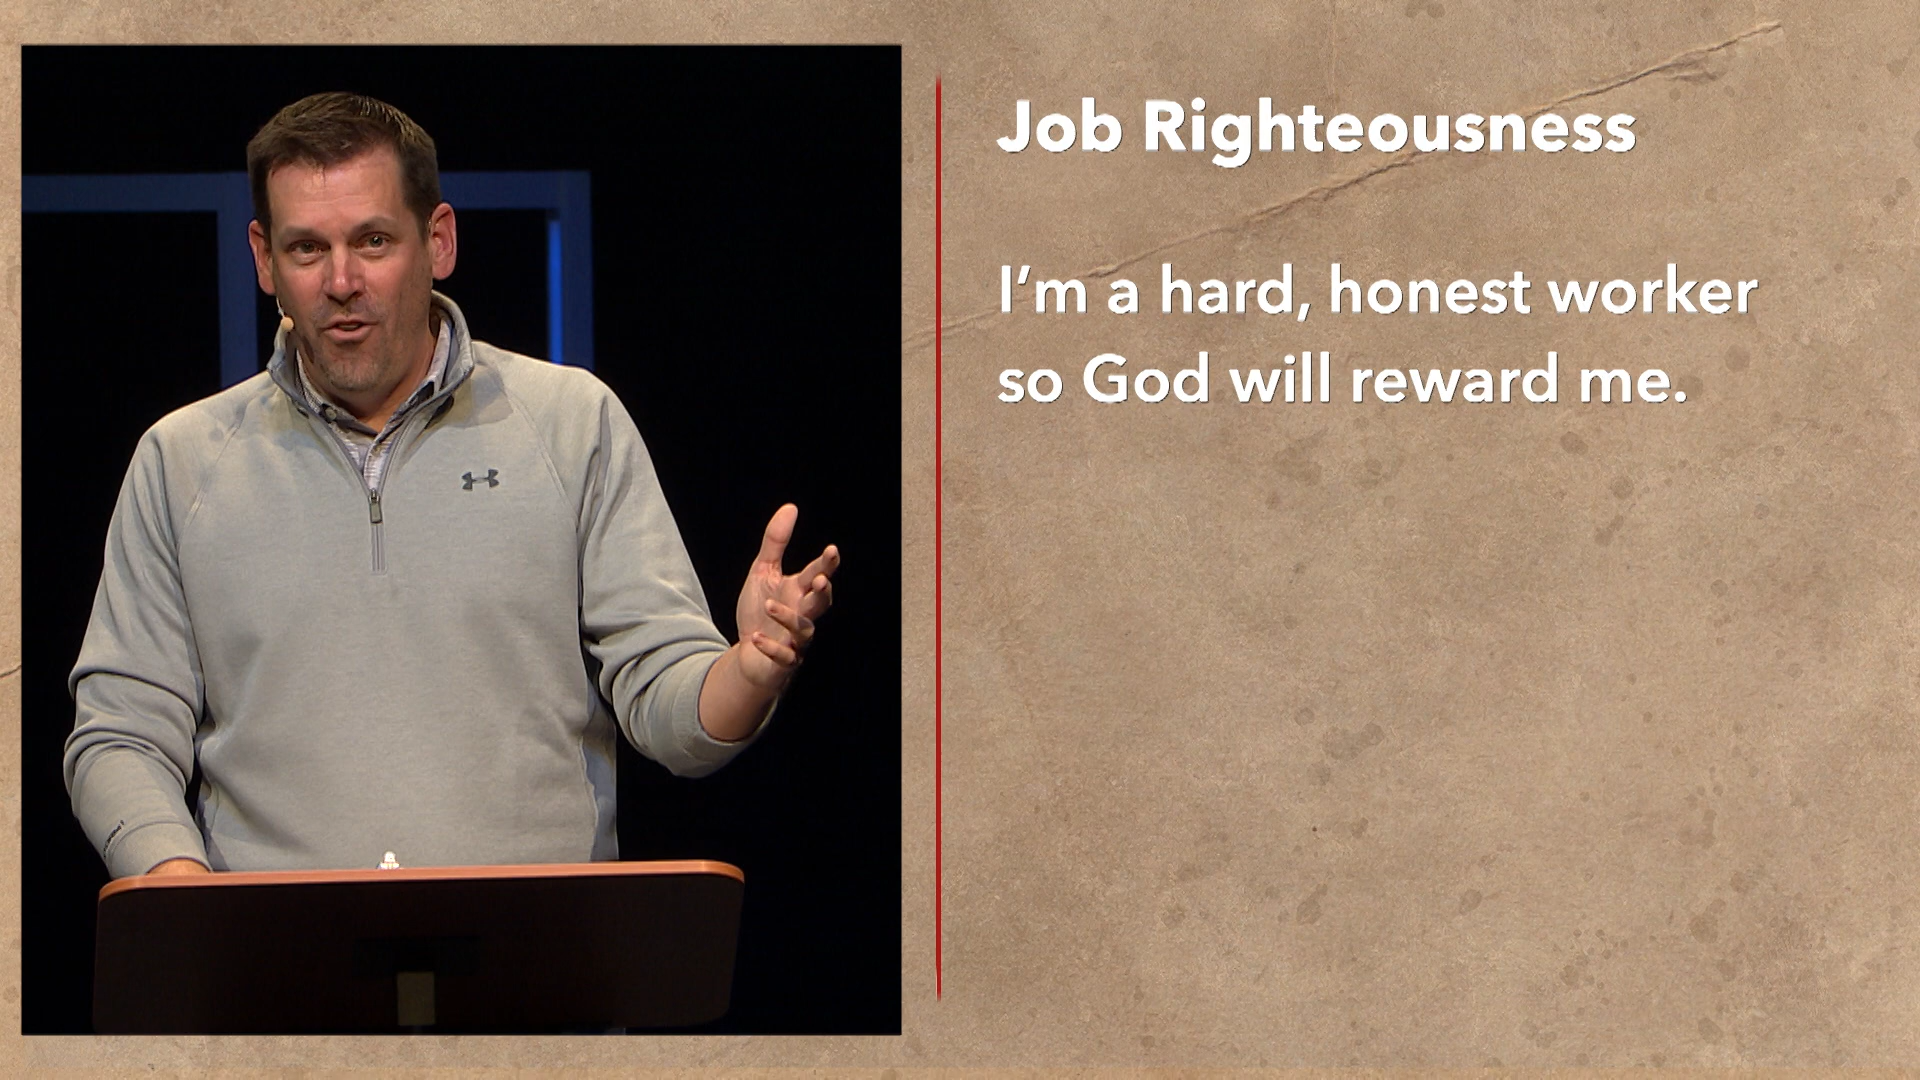 Job Righteousness
I’m a hard, honest worker
so God will reward me.